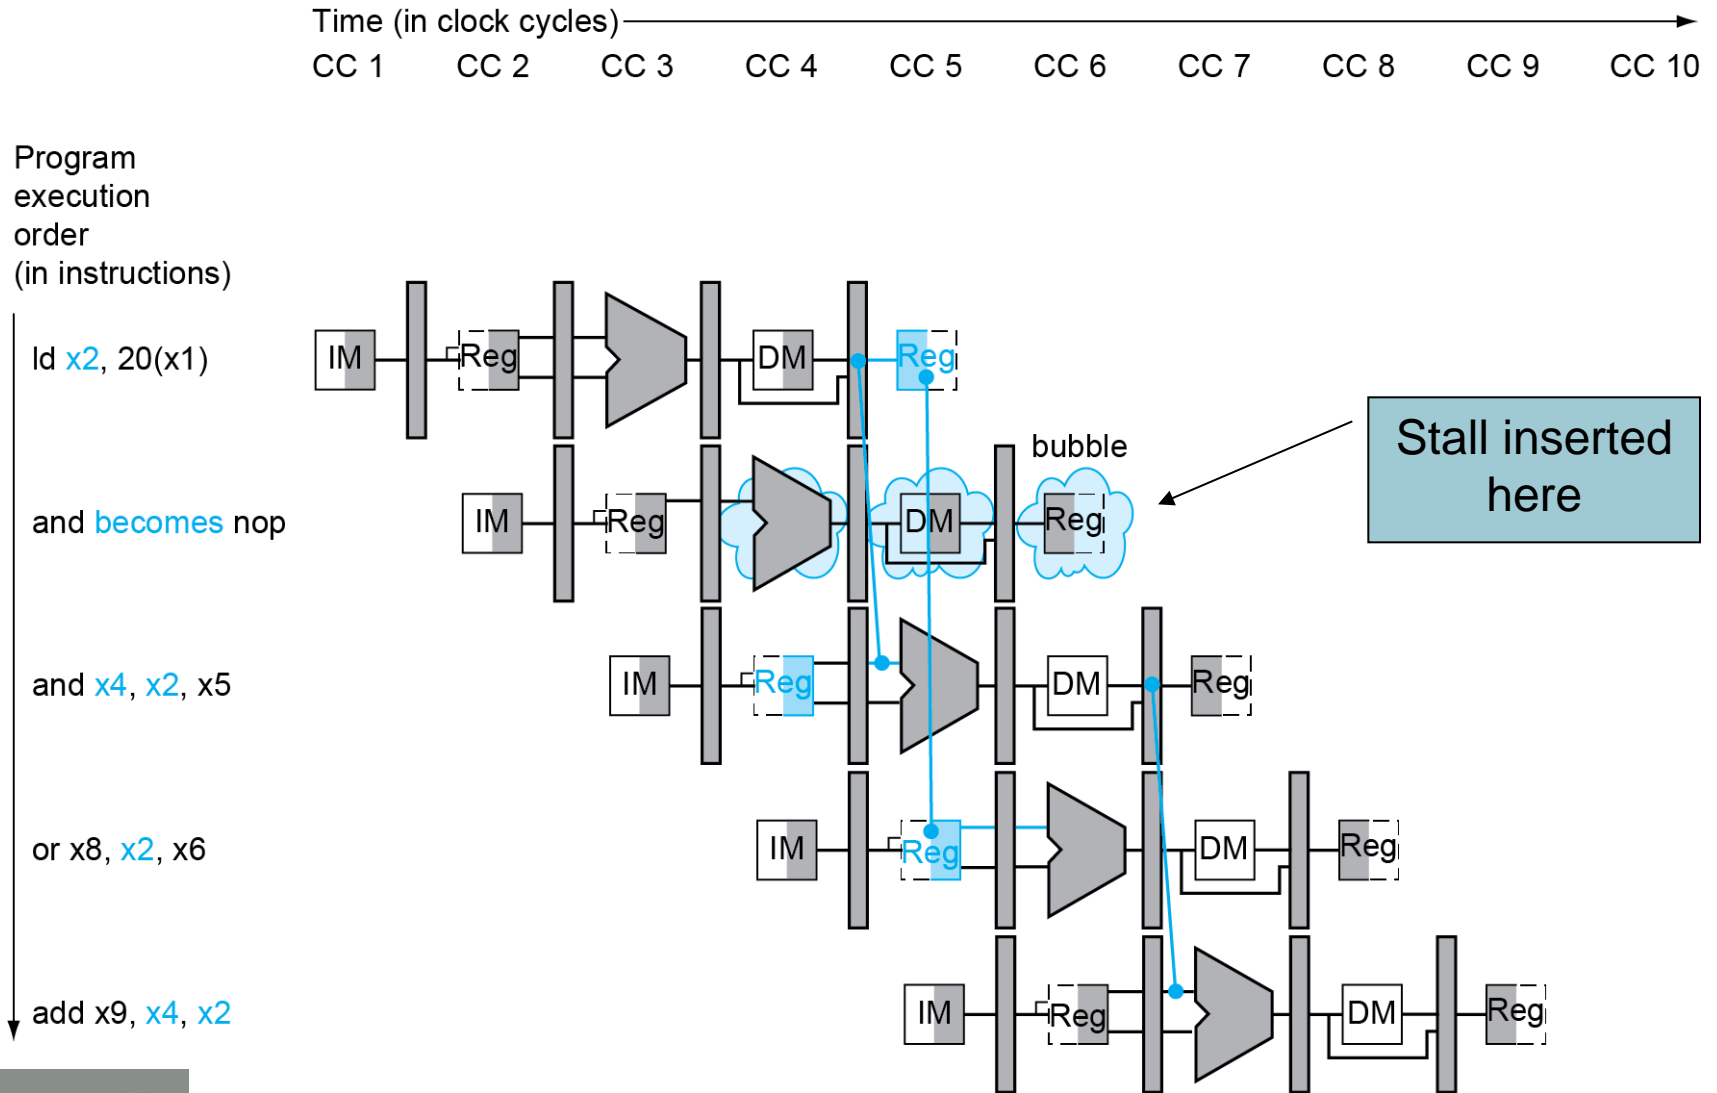 Time (in clock cycles)
CC 1 CC 2 CC 3 CC 4 CC 5 CC 6 CC 7 CC 8 CC 9 CC 10
Program
execution
order
(in instructions)
ld x2, 20(x1)
IM Reg DM Reg
bubble
Stall inserted
here
and becomes nop
IM Reg DM Reg
and x4, x2, x5
IM Reg DM Reg
or x8, x2, x6
IM Reg DM Reg
add x9, x4, x2
IM Reg DM Reg